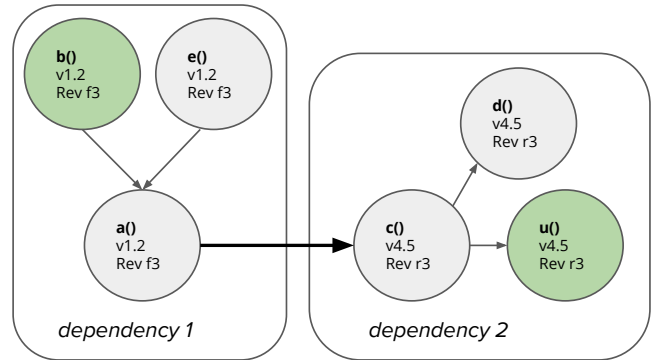 b()
v1.2
Rev f3
e()
v1.2
Rev f3
d()
v4.5
Rev r3
a()
v1.2
Rev f3
c()
v4.5
Rev r3
u()
v4.5
Rev r3
dependency 1
dependency 2